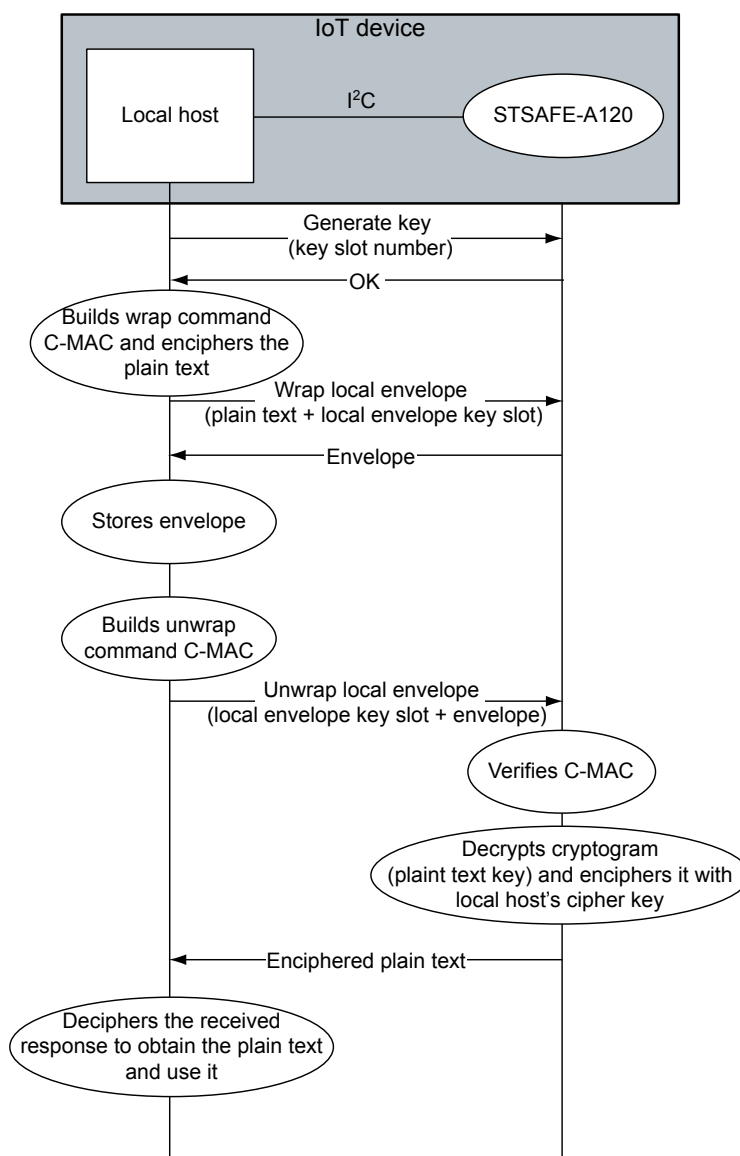 IoT device
Local host
I²C
STSAFE-A120
Generate key
(key slot number)
OK
Builds wrap command
C-MAC and enciphers the
plain text
Wrap local envelope
(plain text + local envelope key slot)
Envelope
Stores envelope
Builds unwrap
command C-MAC
Unwrap local envelope
(local envelope key slot + envelope)
Verifies C-MAC
Decrypts cryptogram
(plaint text key) and enciphers it with
local host's cipher key
Enciphered plain text
Deciphers the received
response to obtain the plain text
and use it